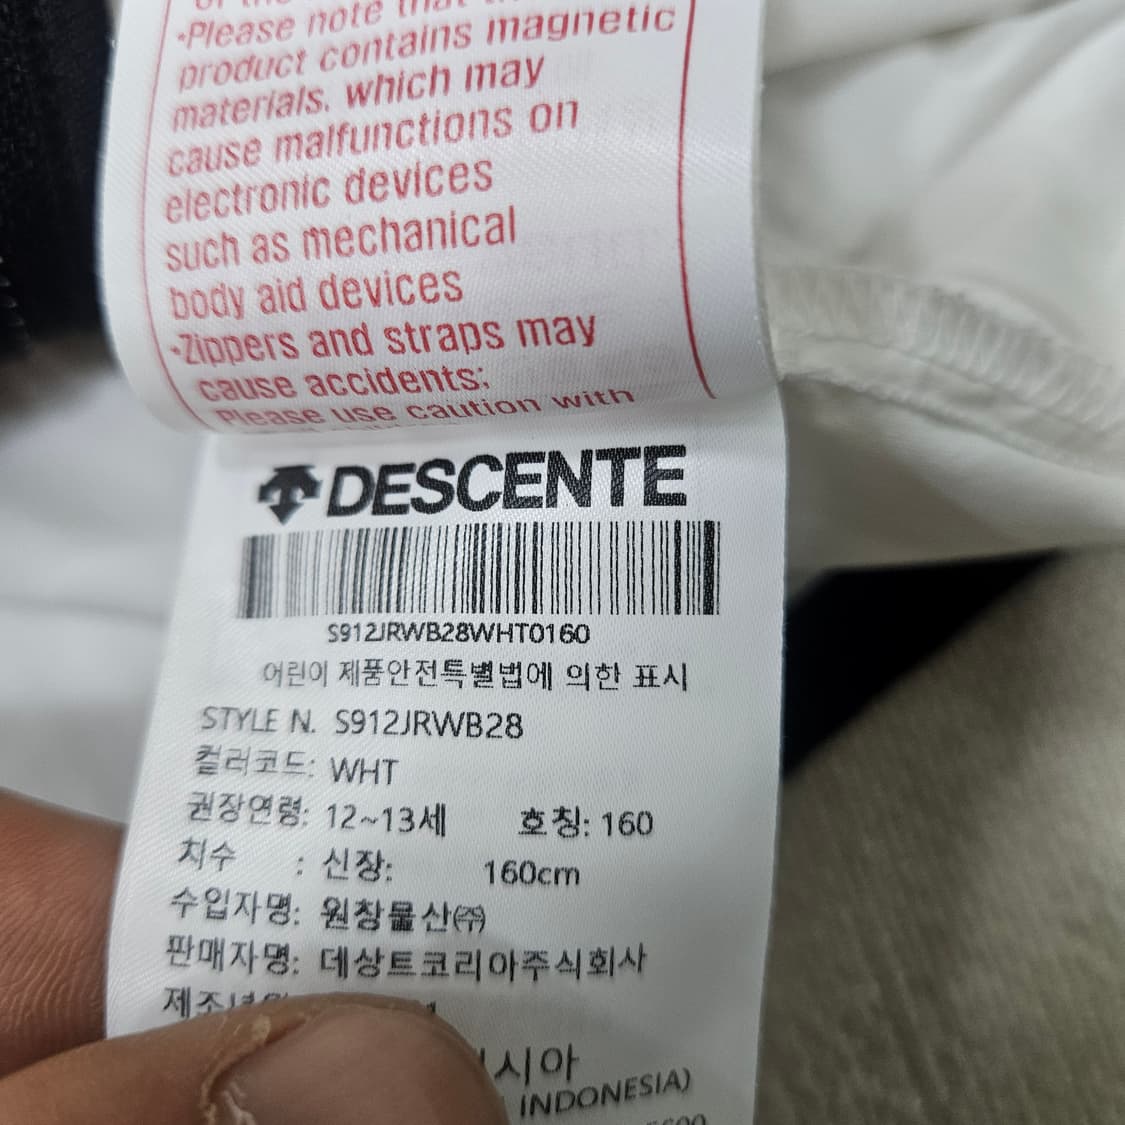 •Please note that
product contains magnetic
materials. which may
cause malfunctions on
electronic devices
such as mechanical
body aid devices
•Zippers and straps may
cause accidents;
Please use caution with
DESCENTE
S912JRWB28WHT0160
어린이 제품안전특별법에 의한 표시
STYLE N. S912JRWB28
컬러코드: WHT
권장연령: 12~13세 호칭: 160
치수 : 신장: 160cm
수입자명: 원창물산㈜
판매자명: 데상트코리아주식회사
제조년월
시아
INDONESIA)